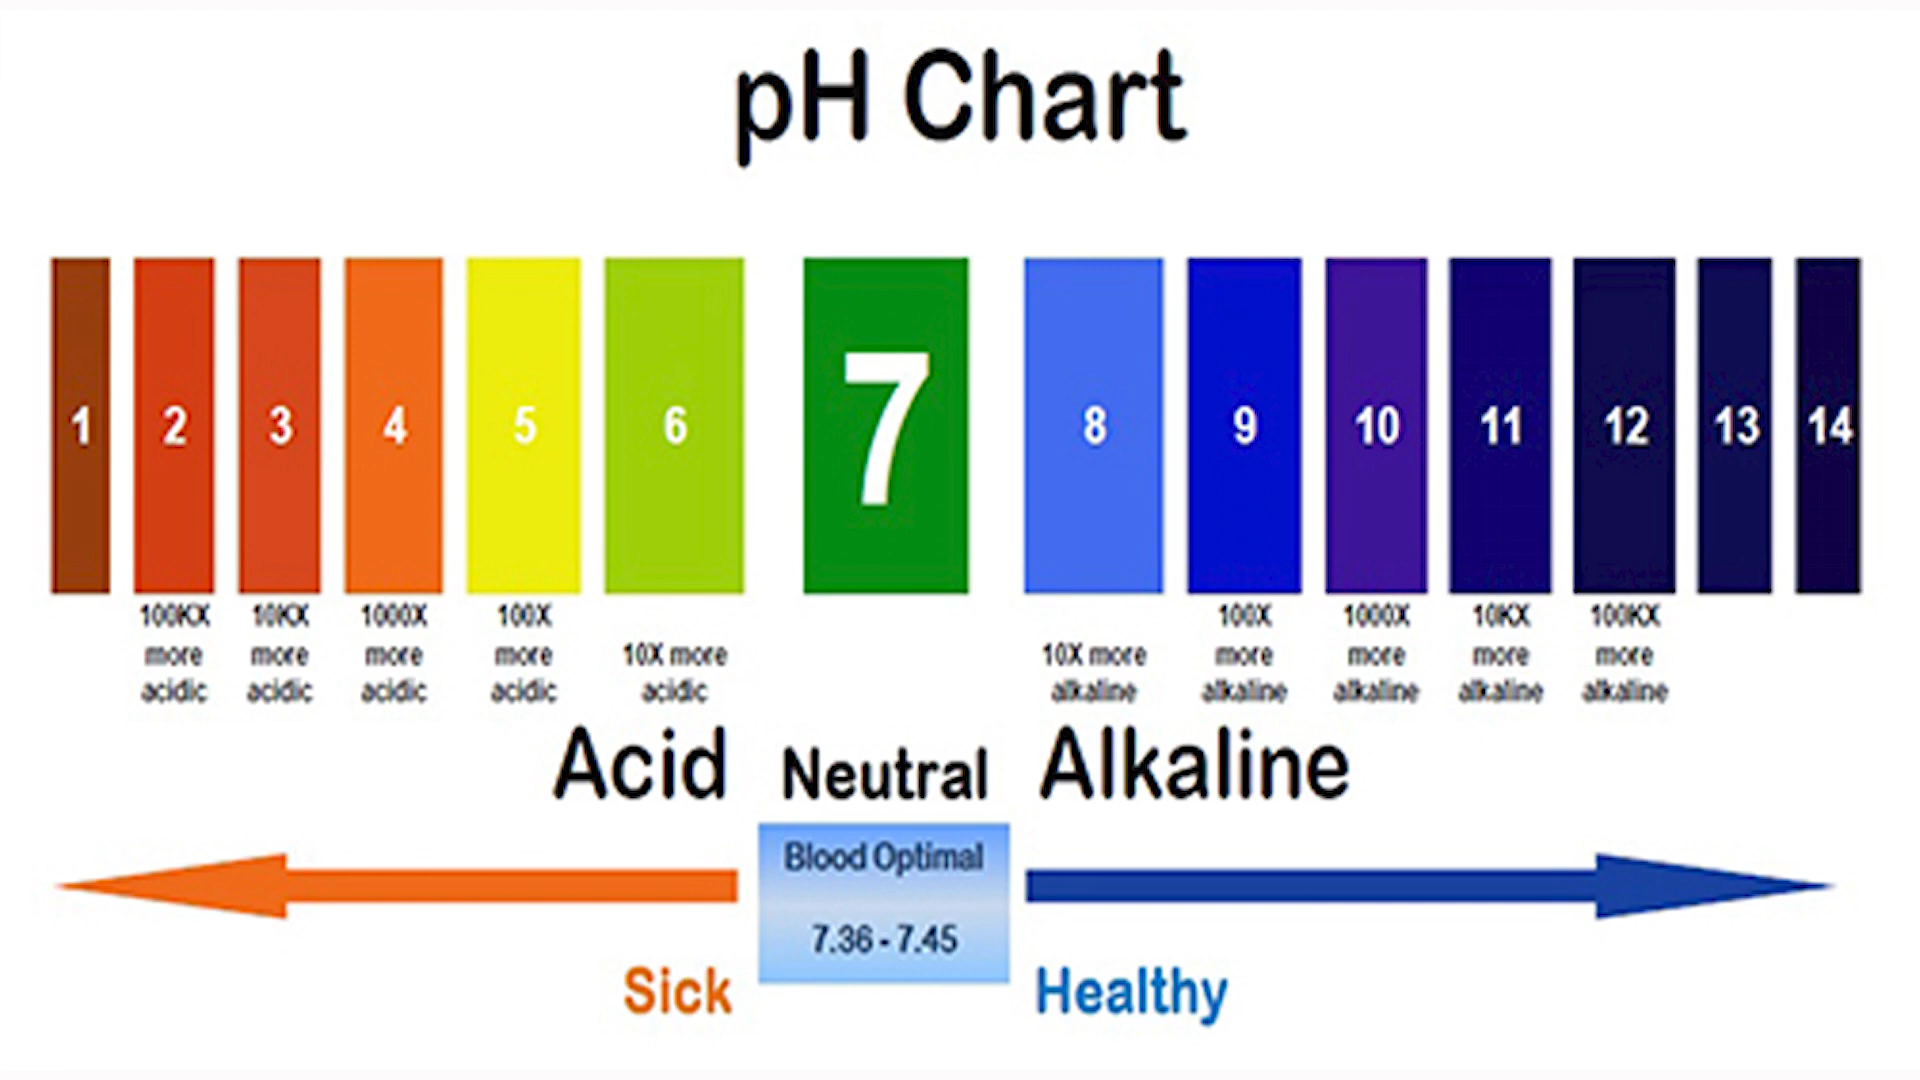 pH Chart
1 2 3 4 5 6 7 8 9 10 11 12 13 14
100KX more acidic
10KX more acidic
1000X more acidic
100X more acidic
10X more acidic
10X more alkaline
100X more alkaline
1000X more alkaline
10KX more alkaline
100KX more alkaline
Acid Neutral Alkaline
Blood Optimal
7.36 - 7.45
Sick Healthy